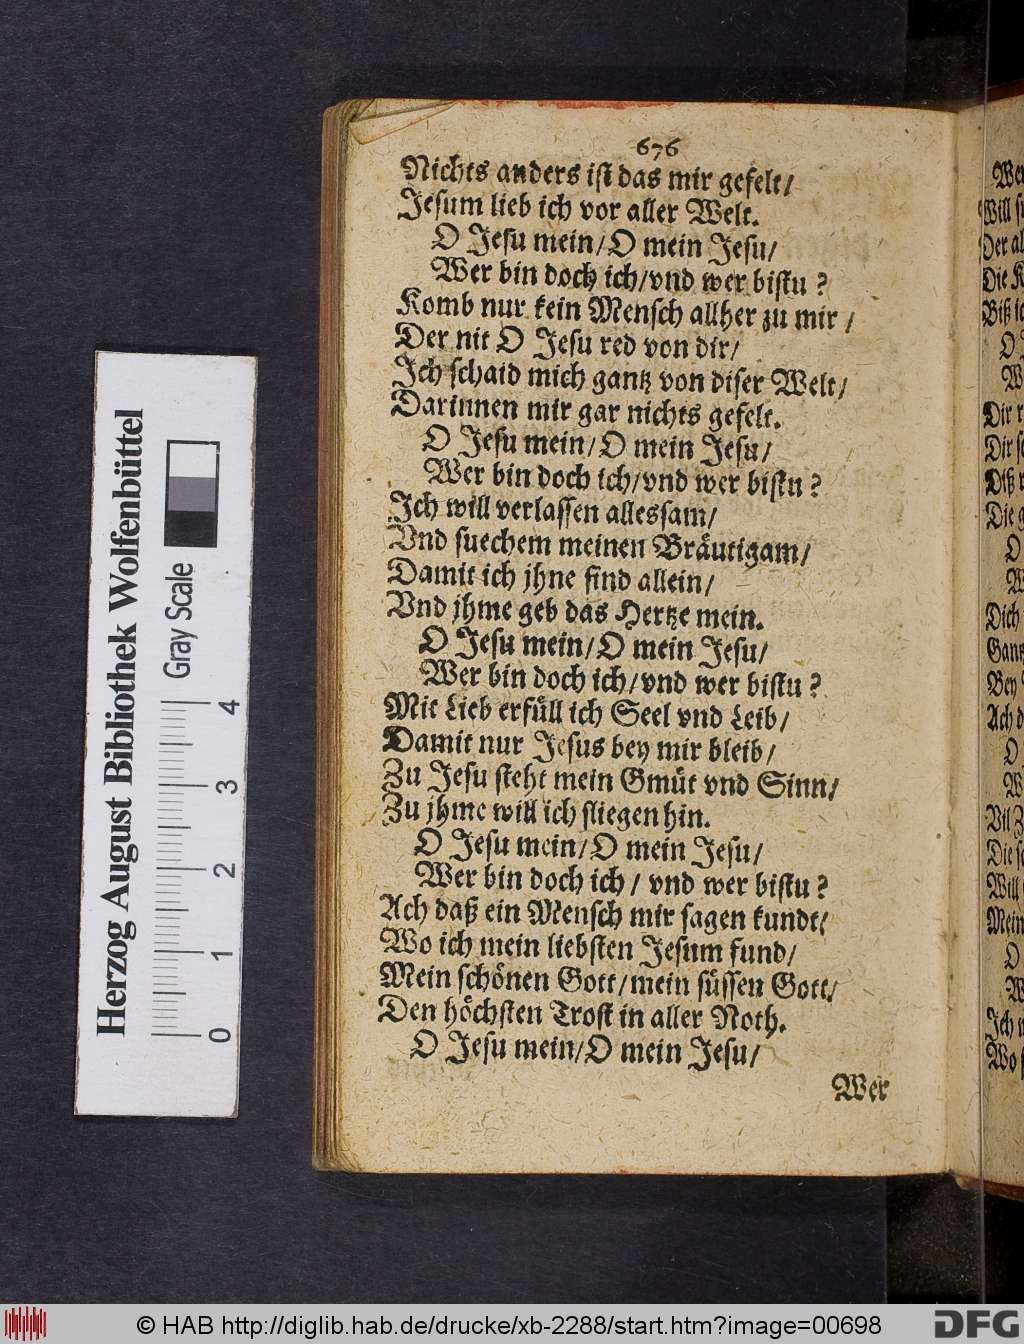 676
Nichts anders ist das mir gefelt/
Jesum lieb ich vor aller Welt.
O Jesu mein/ O mein Jesu/
Wer bin doch ich/ vnd wer bistu?
Komb nur kein Mensch allher zu mir/
Der nit O Jesu red von dir/
Ich schaid mich gantz von diser Welt/
Darinnen mir gar nichts gefelt.
O Jesu mein/ O mein Jesu/
Wer bin doch ich/ vnd wer bistu?
Ich will verlassen allessam/
Vnd suechem meinen Bräutigam/
Damit ich jhne find allein/
Vnd jhme geb das Hertze mein.
O Jesu mein/ O mein Jesu/
Wer bin doch ich/ vnd wer bistu?
Mit Lieb erfüll ich Seel vnd Leib/
Damit nur Jesus bey mir bleib/
Zu Jesu steht mein Gmüt vnd Sinn/
Zu jhme will ich fliegen hin.
O Jesu mein/ O mein Jesu/
Wer bin doch ich/ vnd wer bistu?
Ach daß ein Mensch mir sagen kundt/
Wo ich mein liebsten Jesum fund/
Mein schönen Gott/ mein süssen Gott/
Den höchsten Trost in aller Noth.
O Jesu mein/ O mein Jesu/
Wer
Herzog August Bibliothek Wolfenbüttel
Gray Scale
0 1 2 3 4
© HAB http://diglib.hab.de/drucke/xb-2288/start.htm?image=00698
DFG